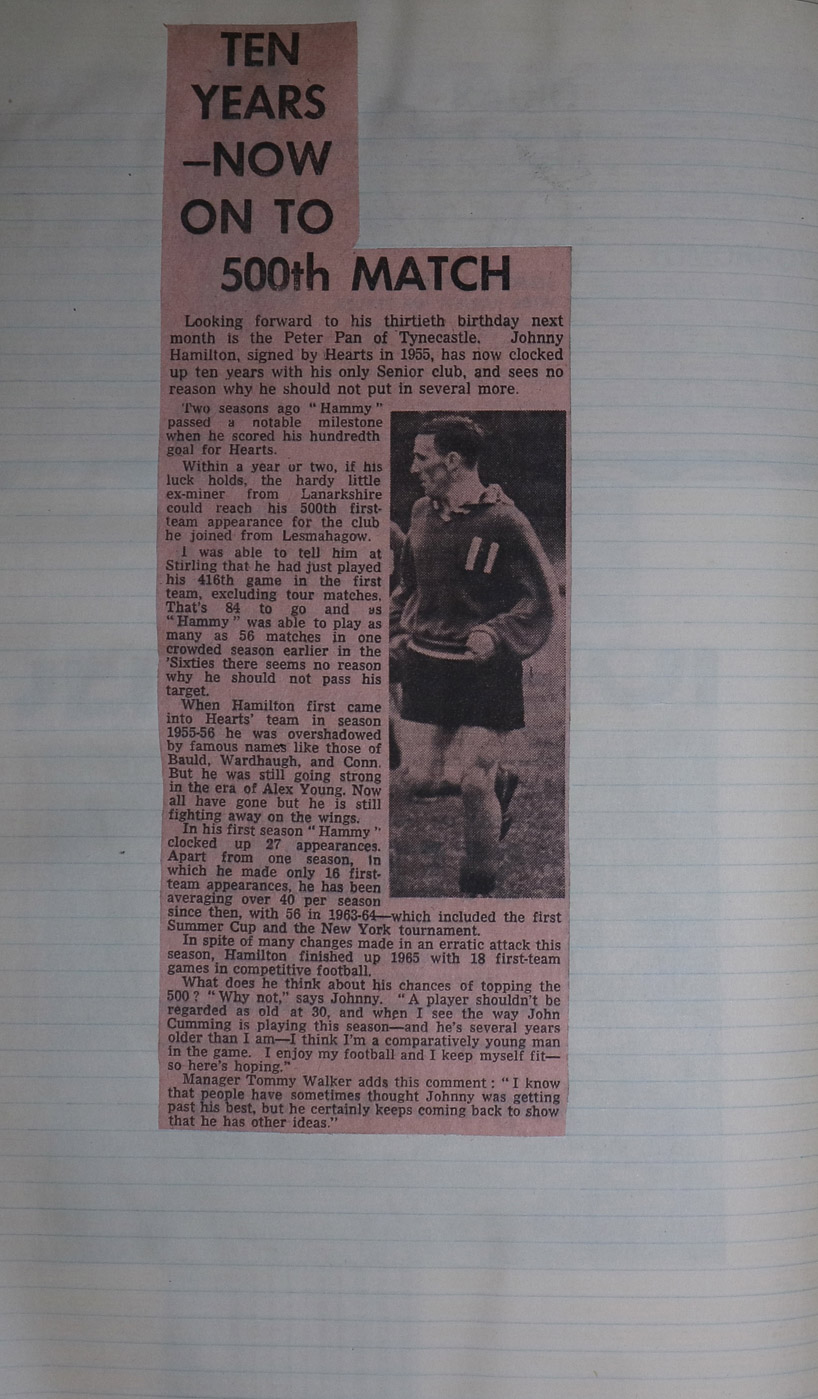 TEN
YEARS
—NOW
ON TO
500th MATCH
Looking forward to his thirtieth birthday next
month is the Peter Pan of Tynecastle. Johnny
Hamilton, signed by Hearts in 1955, has now clocked
up ten years with his only Senior club, and sees no
reason why he should not put in several more.
Two seasons ago "Hammy"
passed a notable milestone
when he scored his hundredth
goal for Hearts.
Within a year or two, if his
luck holds, the hardy little
ex-miner from Lanarkshire
could reach his 500th first-
team appearance for the club
he joined from Lesmahagow.
I was able to tell him at
Stirling that he had just played
his 416th game in the first
team, excluding tour matches.
That's 84 to go and as
"Hammy" was able to play as
many as 56 matches in one
crowded season earlier in the
'Sixties there seems no reason
why he should not pass his
target.
When Hamilton first came
into Hearts' team in season
1955-56 he was overshadowed
by famous names like those of
Bauld, Wardhaugh, and Conn.
But he was still going strong
in the era of Alex Young. Now
all have gone but he is still
fighting away on the wings.
In his first season "Hammy"
clocked up 27 appearances.
Apart from one season, in
which he made only 16 first-
team appearances, he has been
averaging over 40 per season
since then, with 56 in 1963-64—which included the first
Summer Cup and the New York tournament.
In spite of many changes made in an erratic attack this
season, Hamilton finished up 1965 with 18 first-team
games in competitive football.
What does he think about his chances of topping the
500? "Why not," says Johnny. "A player shouldn't be
regarded as old at 30, and when I see the way John
Cumming is playing this season—and he's several years
older than I am—I think I'm a comparatively young man
in the game. I enjoy my football and I keep myself fit—
so here's hoping."
Manager Tommy Walker adds this comment: "I know
that people have sometimes thought Johnny was getting
past his best, but he certainly keeps coming back to show
that he has other ideas."
11